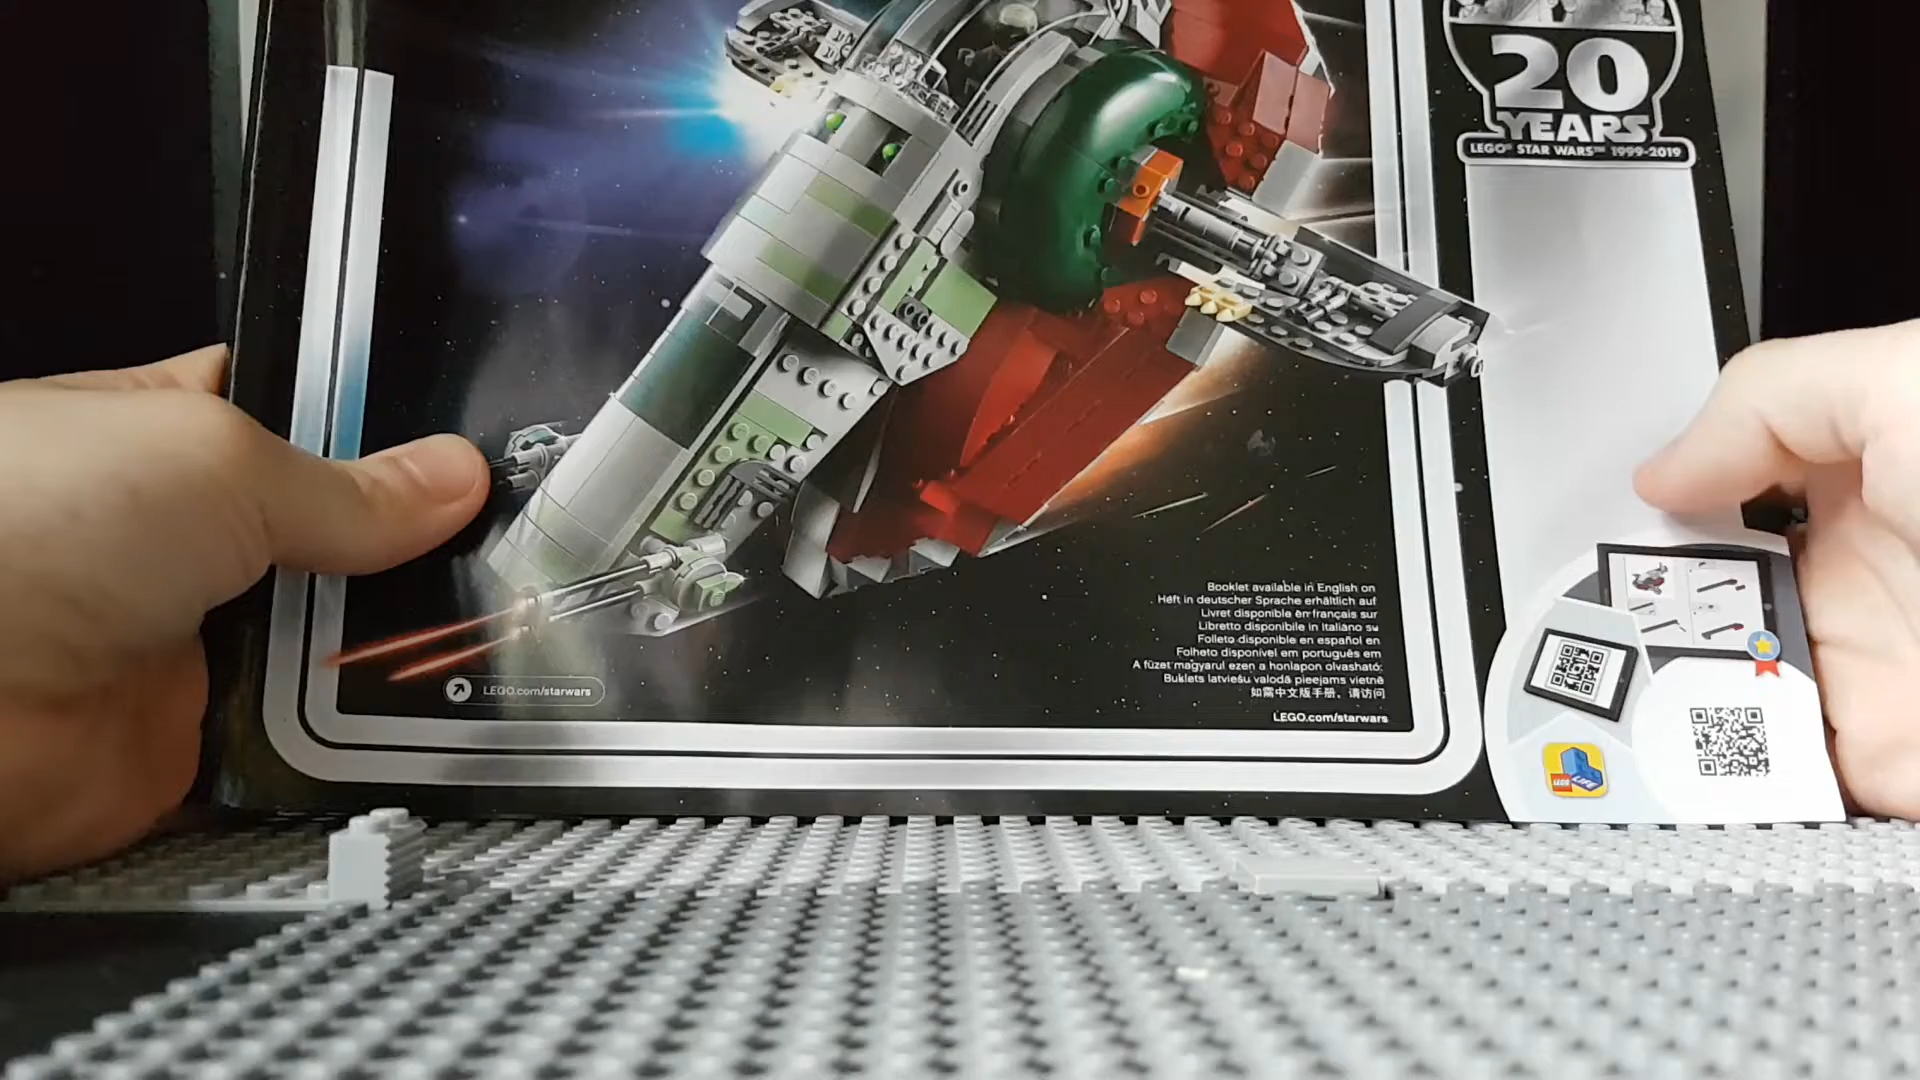 20
YEARS
LEGO® STAR WARS™ 1999-2019
Booklet available in English on
Heft in deutscher Sprache erhältlich auf
Livret disponible en français sur
Libretto disponibile in italiano su
Folleto disponible en español en
Folheto disponível em português em
A füzet magyarul ezen a honlapon olvasható:
Buklets latviešu valodā pieejams vietnē
如需中文版手册，请访问
LEGO.com/starwars
LEGO.com/starwars
LEGO
LIFE